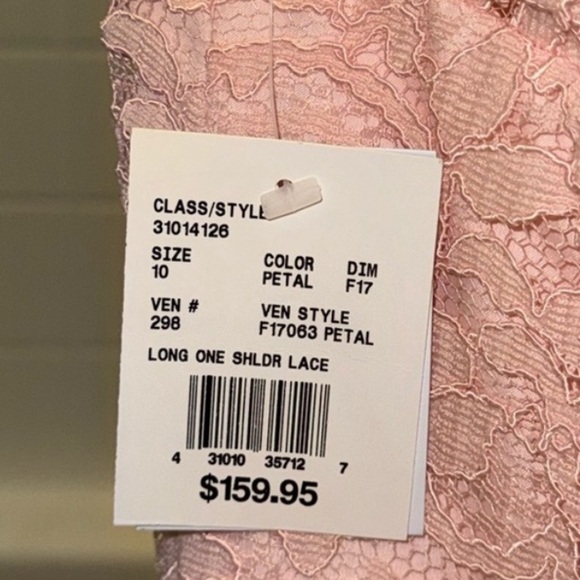 CLASS/STYLE
31014126
SIZE COLOR DIM
10 PETAL F17
VEN # VEN STYLE
298 F17063 PETAL
LONG ONE SHLDR LACE
4 31010 35712 7
$159.95